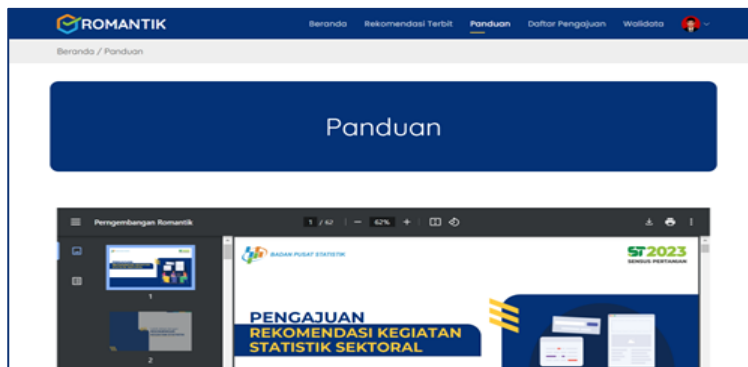 ROMANTIK
Beranda Rekomendasi Terbit Panduan Daftar Pengajuan Walidata
Beranda / Panduan
Panduan
Perngembangan Romantik 1 / 62 62%
BADAN PUSAT STATISTIK
ST2023
SENSUS PERTANIAN
PENGAJUAN
REKOMENDASI KEGIATAN
STATISTIK SEKTORAL
1
2